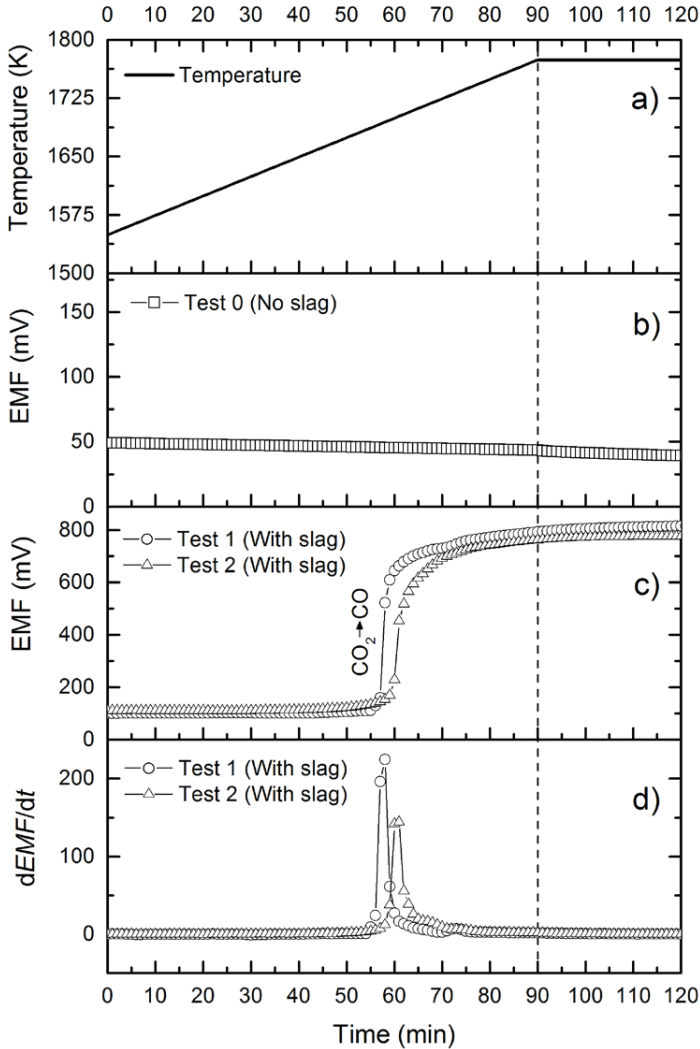 0 10 20 30 40 50 60 70 80 90 100 110 120
Temperature (K)
1800
1725
1650
1575
1500
Temperature
a)
EMF (mV)
150
100
50
0
Test 0 (No slag)
b)
EMF (mV)
800
600
400
200
0
Test 1 (With slag)
Test 2 (With slag)
CO₂→CO
c)
dEMF/dt
200
100
0
Test 1 (With slag)
Test 2 (With slag)
d)
0 10 20 30 40 50 60 70 80 90 100 110 120
Time (min)